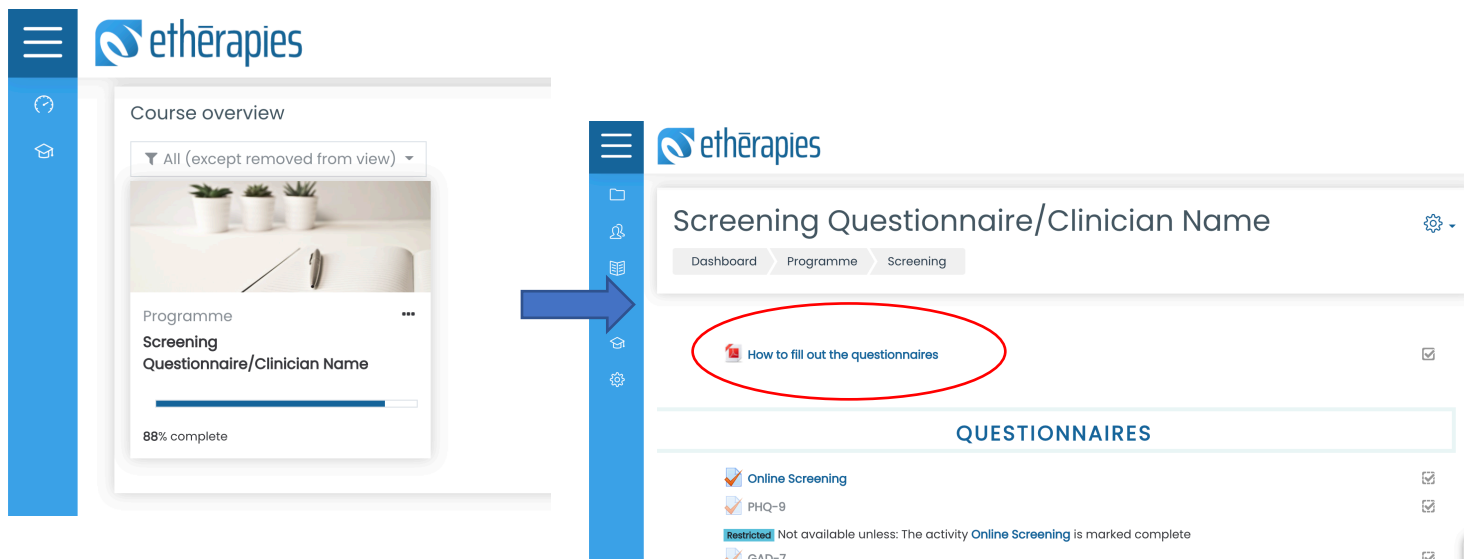 ethērapies
Course overview
All (except removed from view)
Programme
Screening
Questionnaire/Clinician Name
88% complete
ethērapies
Screening Questionnaire/Clinician Name
Dashboard Programme Screening
How to fill out the questionnaires
QUESTIONNAIRES
Online Screening
PHQ-9
Restricted Not available unless: The activity Online Screening is marked complete
GAD-7